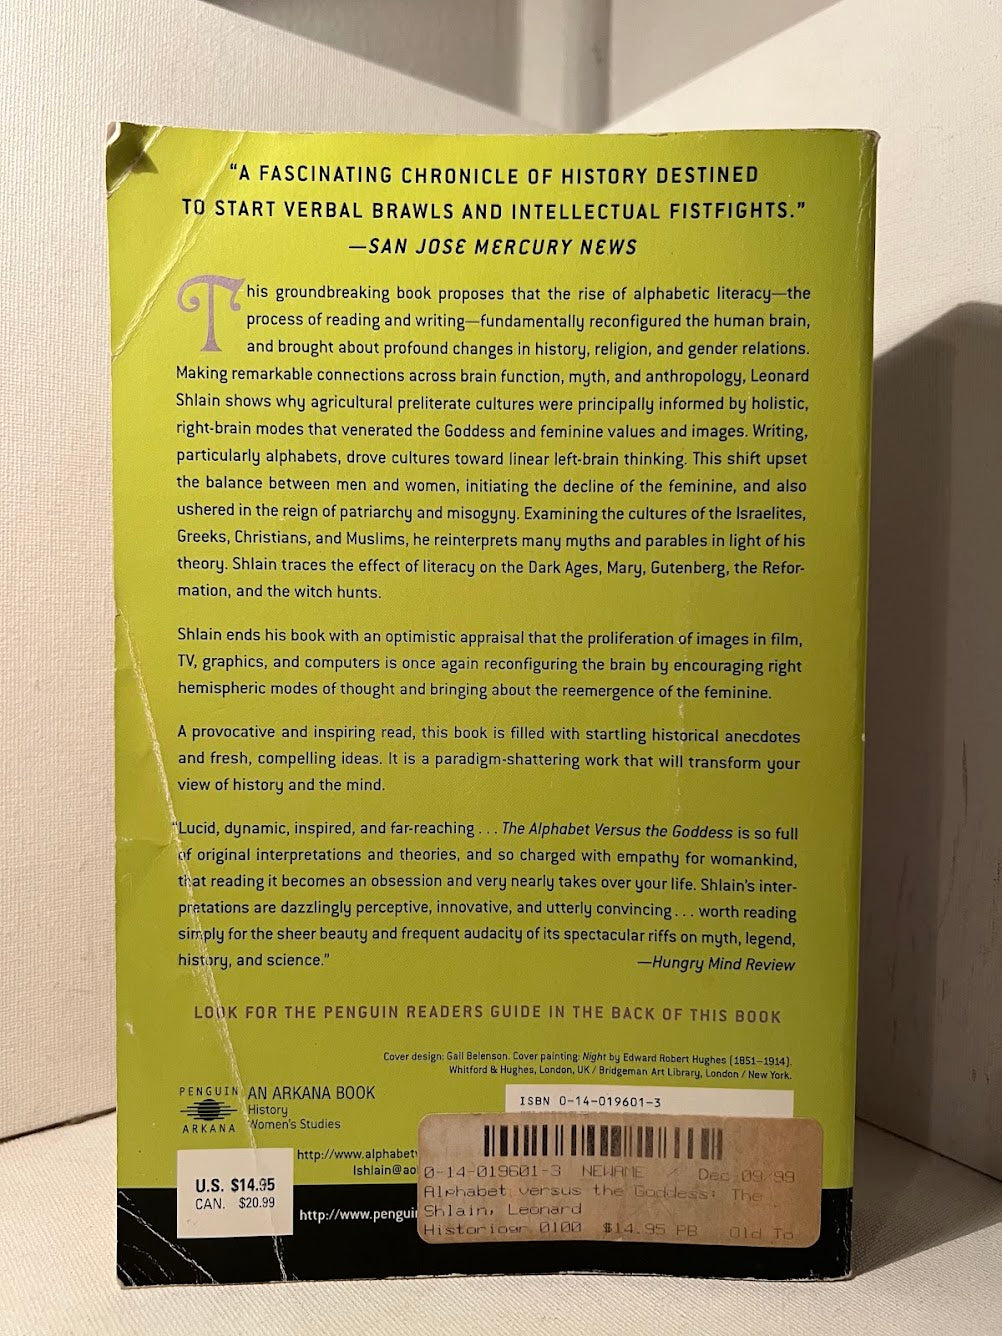 “A FASCINATING CHRONICLE OF HISTORY DESTINED
TO START VERBAL BRAWLS AND INTELLECTUAL FISTFIGHTS.”
—SAN JOSE MERCURY NEWS
This groundbreaking book proposes that the rise of alphabetic literacy—the
process of reading and writing—fundamentally reconfigured the human brain,
and brought about profound changes in history, religion, and gender relations.
Making remarkable connections across brain function, myth, and anthropology, Leonard
Shlain shows why agricultural preliterate cultures were principally informed by holistic,
right-brain modes that venerated the Goddess and feminine values and images. Writing,
particularly alphabets, drove cultures toward linear left-brain thinking. This shift upset
the balance between men and women, initiating the decline of the feminine, and also
ushered in the reign of patriarchy and misogyny. Examining the cultures of the Israelites,
Greeks, Christians, and Muslims, he reinterprets many myths and parables in light of his
theory. Shlain traces the effect of literacy on the Dark Ages, Mary, Gutenberg, the Refor-
mation, and the witch hunts.
Shlain ends his book with an optimistic appraisal that the proliferation of images in film,
TV, graphics, and computers is once again reconfiguring the brain by encouraging right
hemispheric modes of thought and bringing about the reemergence of the feminine.
A provocative and inspiring read, this book is filled with startling historical anecdotes
and fresh, compelling ideas. It is a paradigm-shattering work that will transform your
view of history and the mind.
“Lucid, dynamic, inspired, and far-reaching . . . The Alphabet Versus the Goddess is so full
of original interpretations and theories, and so charged with empathy for womankind,
that reading it becomes an obsession and very nearly takes over your life. Shlain’s inter-
pretations are dazzlingly perceptive, innovative, and utterly convincing . . . worth reading
simply for the sheer beauty and frequent audacity of its spectacular riffs on myth, legend,
history, and science.” —Hungry Mind Review
LOOK FOR THE PENGUIN READERS GUIDE IN THE BACK OF THIS BOOK
Cover design: Gail Belenson. Cover painting: Night by Edward Robert Hughes (1851–1914).
Whitford & Hughes, London, UK / Bridgeman Art Library, London / New York.
PENGUIN
ARKANA
AN ARKANA BOOK
History
Women's Studies
ISBN 0-14-019601-3
http://www.alphabetv
lshlain@aol
U.S. $14.95
CAN. $20.99
http://www.penguin
0-14-019601-3 NEWAME / Dec 09/99
Alphabet versus the Goddess: The
Shlain, Leonard
Historiogr 0100 $14.95 PB Old To